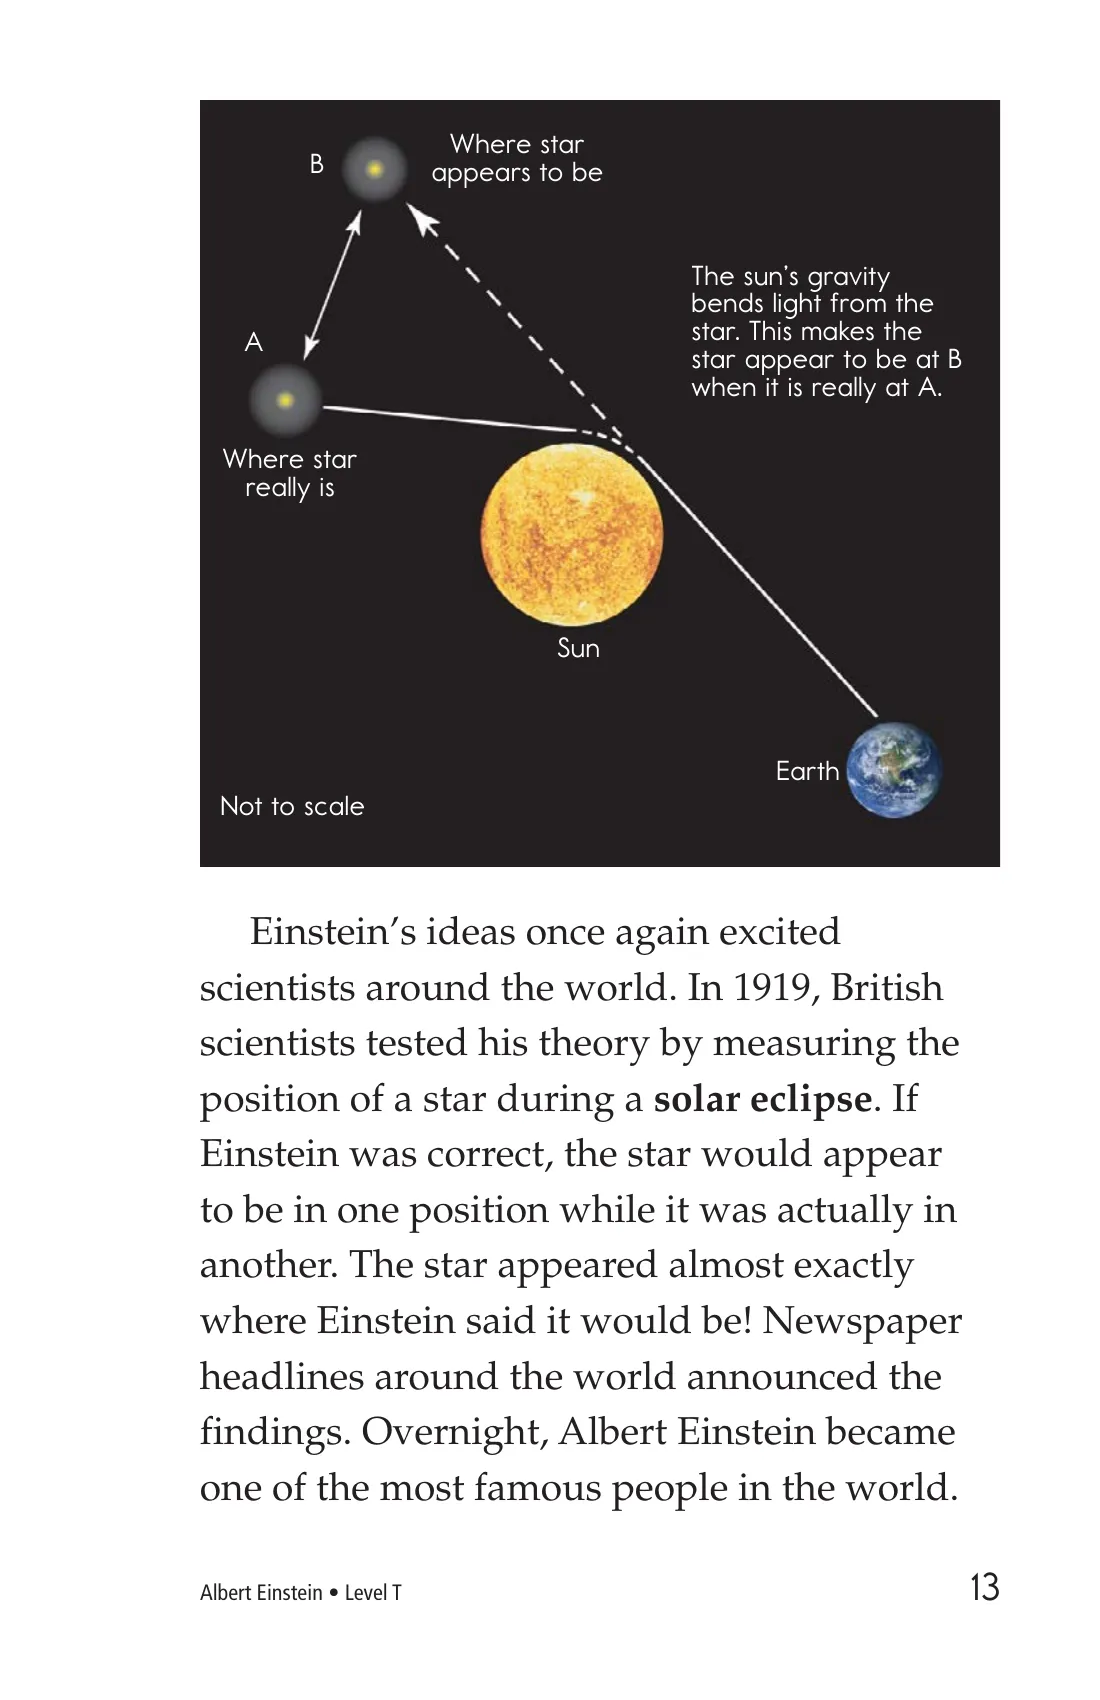 B
Where star
appears to be
The sun's gravity
bends light from the
star. This makes the
star appear to be at B
when it is really at A.
A
Where star
really is
Sun
Earth
Not to scale
Einstein’s ideas once again excited
scientists around the world. In 1919, British
scientists tested his theory by measuring the
position of a star during a solar eclipse. If
Einstein was correct, the star would appear
to be in one position while it was actually in
another. The star appeared almost exactly
where Einstein said it would be! Newspaper
headlines around the world announced the
findings. Overnight, Albert Einstein became
one of the most famous people in the world.
Albert Einstein • Level T
13